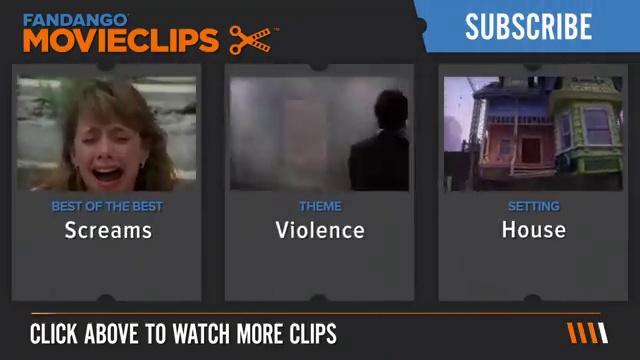 FANDANGO
MOVIECLIPS
SUBSCRIBE
BEST OF THE BEST
Screams
THEME
Violence
SETTING
House
CLICK ABOVE TO WATCH MORE CLIPS